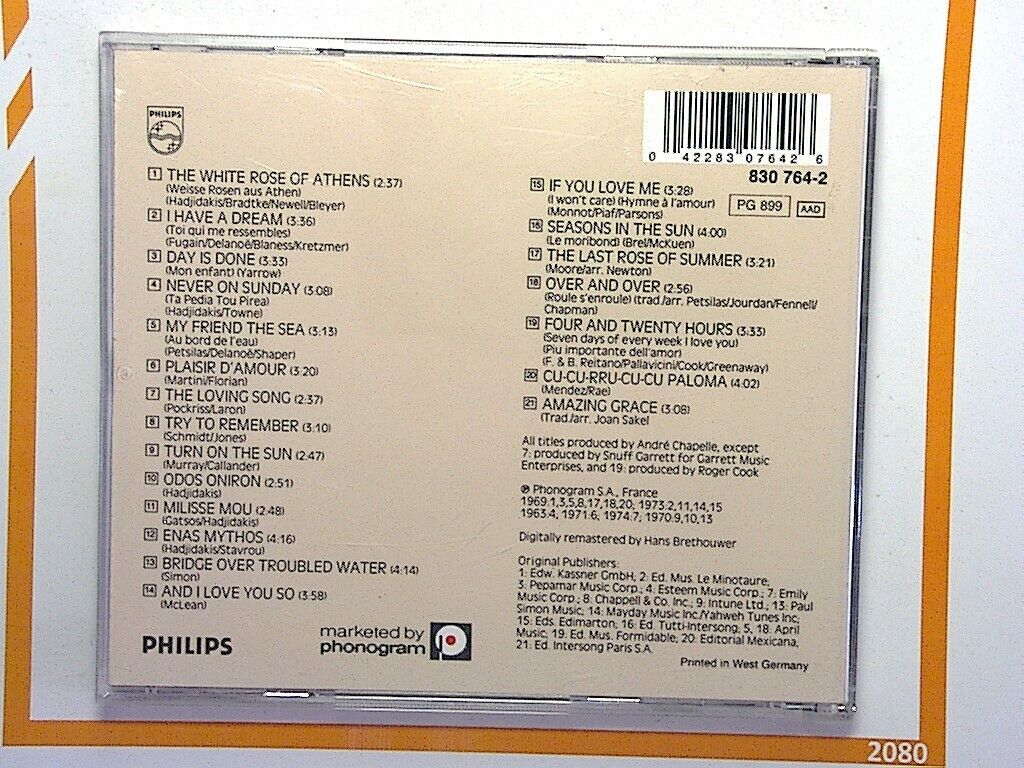 PHILIPS
1 THE WHITE ROSE OF ATHENS (2:37)
(Weisse Rosen aus Athen)
(Hadjidakis/Bradtke/Newell/Bleyer)
2 I HAVE A DREAM (3:36)
(Toi qui me ressembles)
(Fugain/Delanoë/Blaness/Kretzmer)
3 DAY IS DONE (3:33)
(Mon enfant) (Yarrow)
4 NEVER ON SUNDAY (3:08)
(Ta Pedia Tou Pirea)
(Hadjidakis/Towne)
5 MY FRIEND THE SEA (3:13)
(Au bord de l'eau)
(Petsilas/Delanoë/Shaper)
6 PLAISIR D'AMOUR (3:20)
(Martini/Florian)
7 THE LOVING SONG (2:37)
(Pockriss/Laron)
8 TRY TO REMEMBER (3:10)
(Schmidt/Jones)
9 TURN ON THE SUN (2:47)
(Murray/Callander)
10 ODOS ONIRON (2:51)
(Hadjidakis)
11 MILISSE MOU (2:48)
(Gatsos/Hadjidakis)
12 ENAS MYTHOS (4:16)
(Hadjidakis/Stavrou)
13 BRIDGE OVER TROUBLED WATER (4:14)
(Simon)
14 AND I LOVE YOU SO (3:58)
(McLean)
PHILIPS
marketed by
phonogram
0 42283 07642 6
830 764-2
PG 899 AAD
15 IF YOU LOVE ME (3:28)
(I won't care) (Hymne à l'amour)
(Monnot/Piaf/Parsons)
16 SEASONS IN THE SUN (4:00)
(Le moribond) (Brel/McKuen)
17 THE LAST ROSE OF SUMMER (3:21)
(Moore/arr. Newton)
18 OVER AND OVER (2:56)
(Roule s'enroule) (trad./arr. Petsilas/Jourdan/Fennell/
Chapman)
19 FOUR AND TWENTY HOURS (3:33)
(Seven days of every week I love you)
(Piu importante dell'amor)
(F. & B. Reitano/Pallavicini/Cook/Greenaway)
20 CU-CU-RRU-CU-CU PALOMA (4:02)
(Mendez/Rae)
21 AMAZING GRACE (3:08)
(Trad./arr. Joan Sakel
All titles produced by André Chapelle, except
7: produced by Snuff Garrett for Garrett Music
Enterprises, and 19: produced by Roger Cook
℗ Phonogram S.A., France
1969.1,3,5,8,17,18,20, 1973:2,11,14,15
1963:4, 1971:6; 1974:7; 1970:9,10,13
Digitally remastered by Hans Brethouwer
Original Publishers:
1: Edw. Kassner GmbH; 2: Ed. Mus. Le Minotaure,
3: Pepamar Music Corp.; 4: Esteem Music Corp.; 7: Emily
Music Corp.; 8: Chappell & Co. Inc.; 9: Intune Ltd.; 13: Paul
Simon Music; 14: Mayday Music Inc./Yahweh Tunes Inc;
15: Eds. Edimarton; 16: Ed. Tutti-Intersong; 5, 18: April
Music; 19: Ed. Mus. Formidable; 20: Editorial Mexicana,
21: Ed. Intersong Paris S.A.
Printed in West Germany
2080